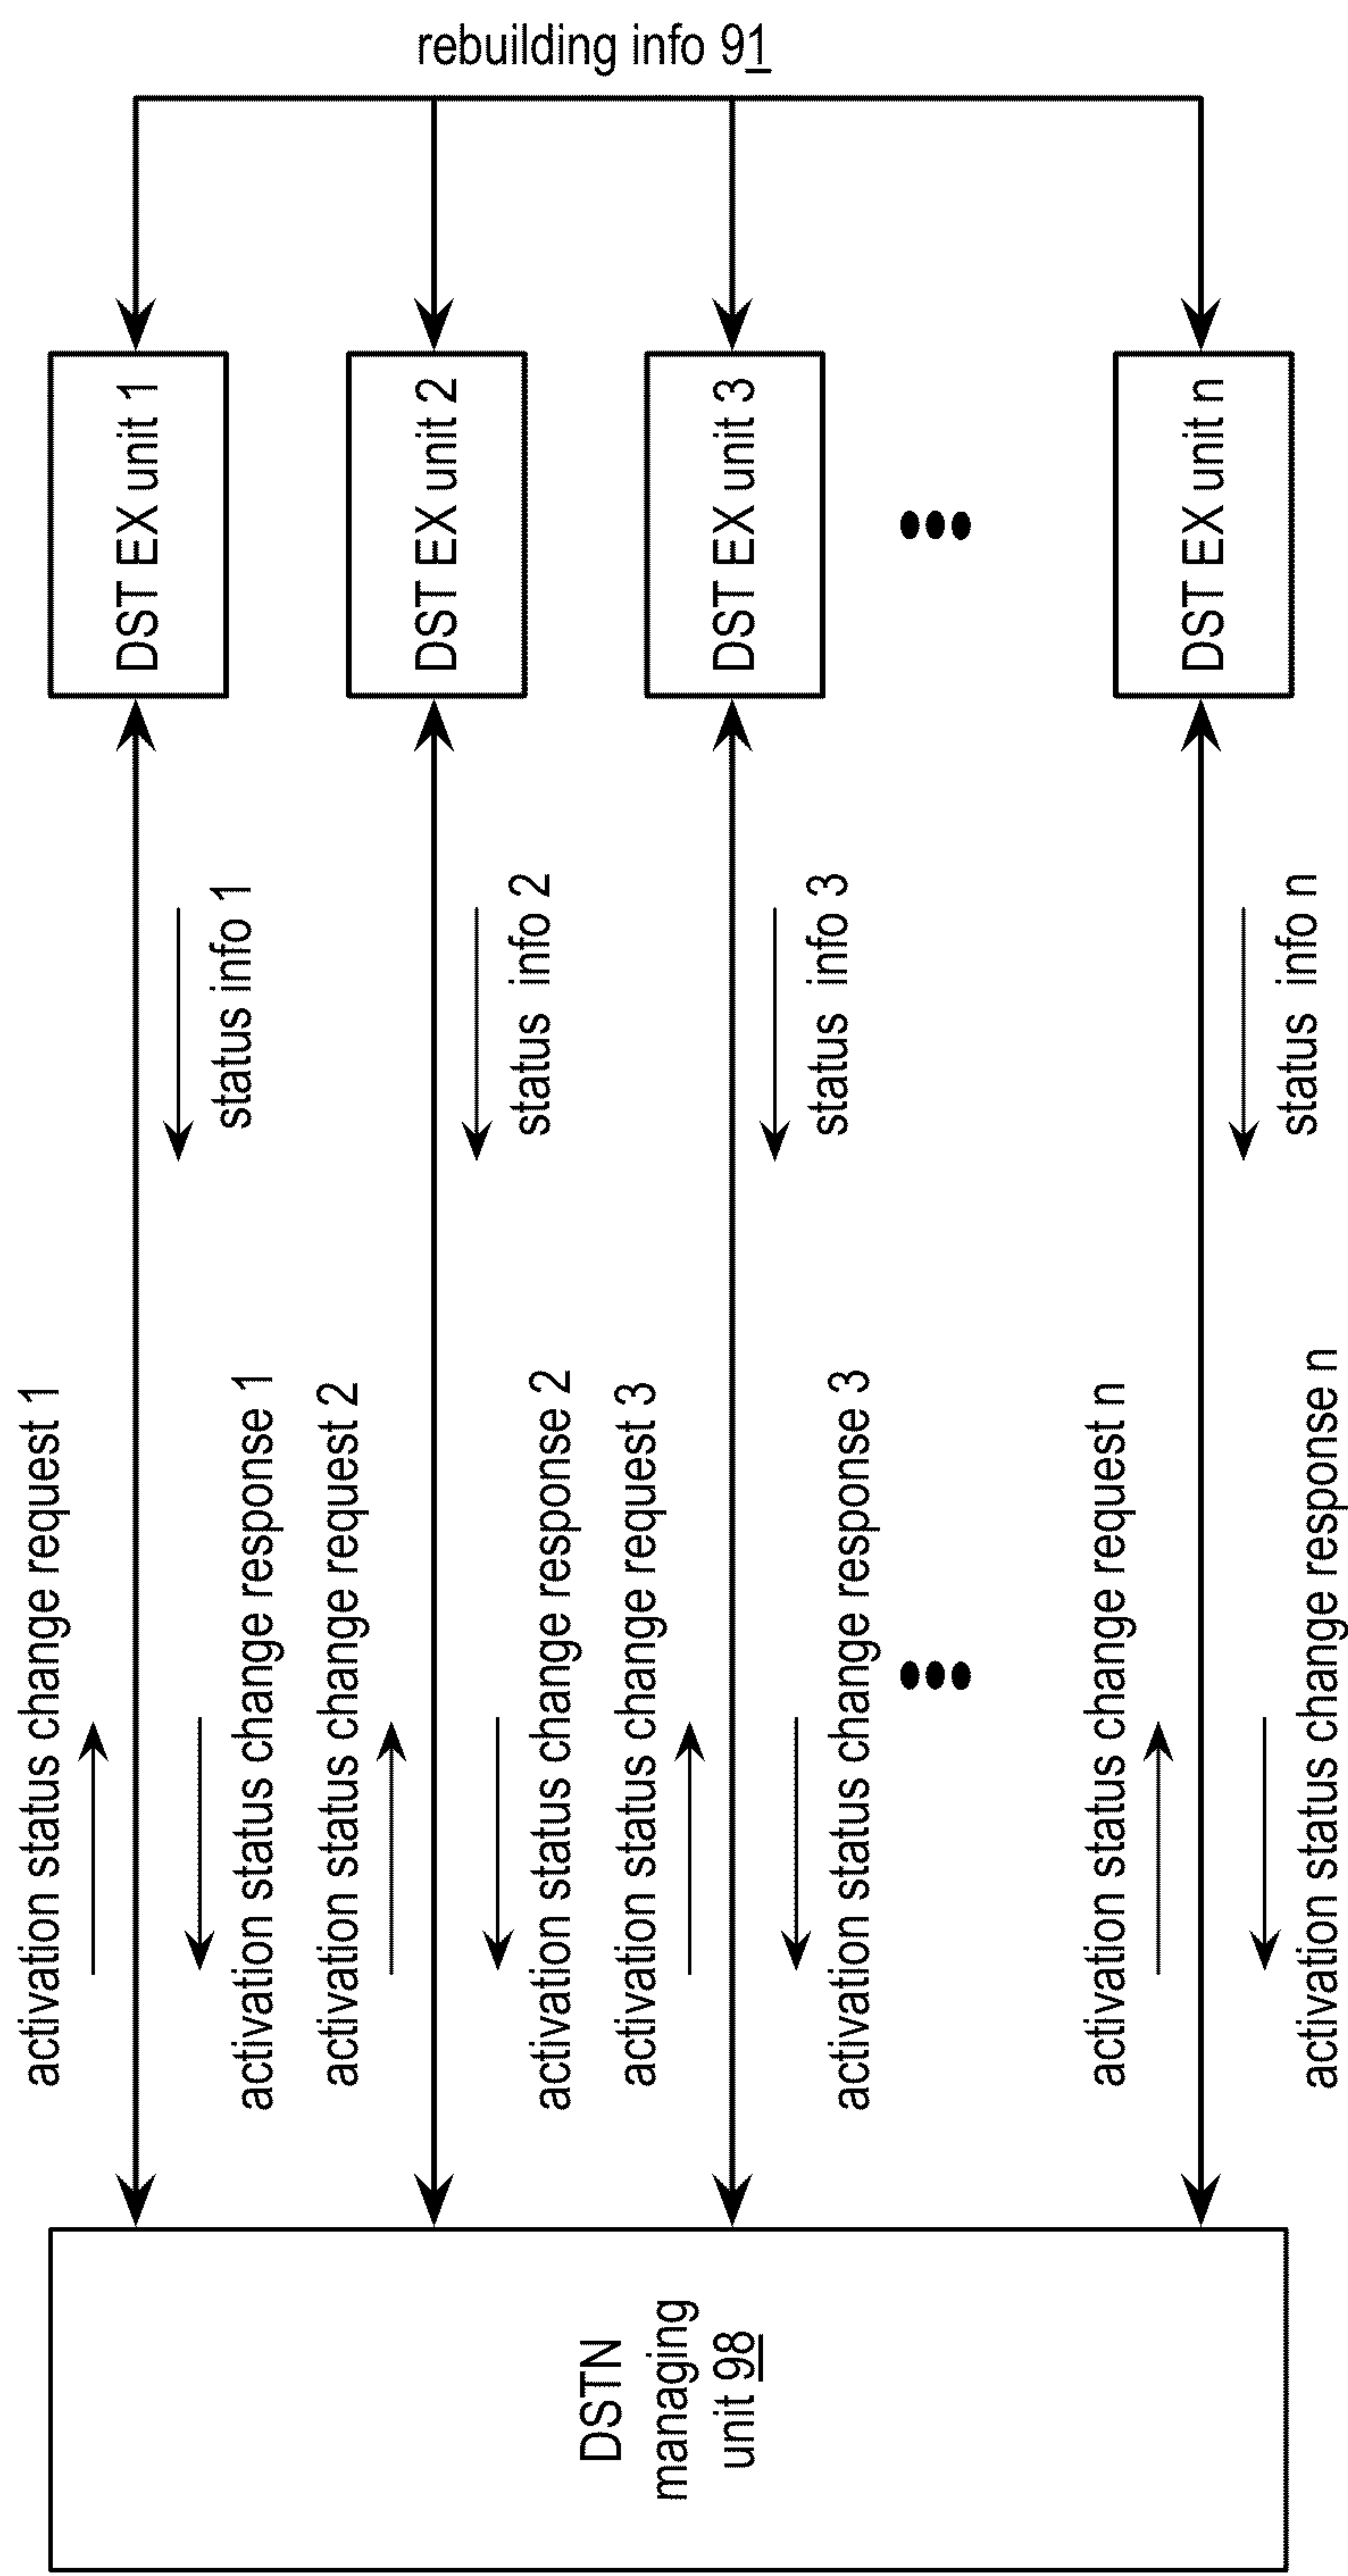 rebuilding info 91
DST EX unit 1
DST EX unit 2
DST EX unit 3
DST EX unit n
status info 1
status info 2
status info 3
status info n
activation status change request 1
activation status change response 1
activation status change request 2
activation status change response 2
activation status change request 3
activation status change response 3
activation status change request n
activation status change response n
DSTN
managing
unit 98